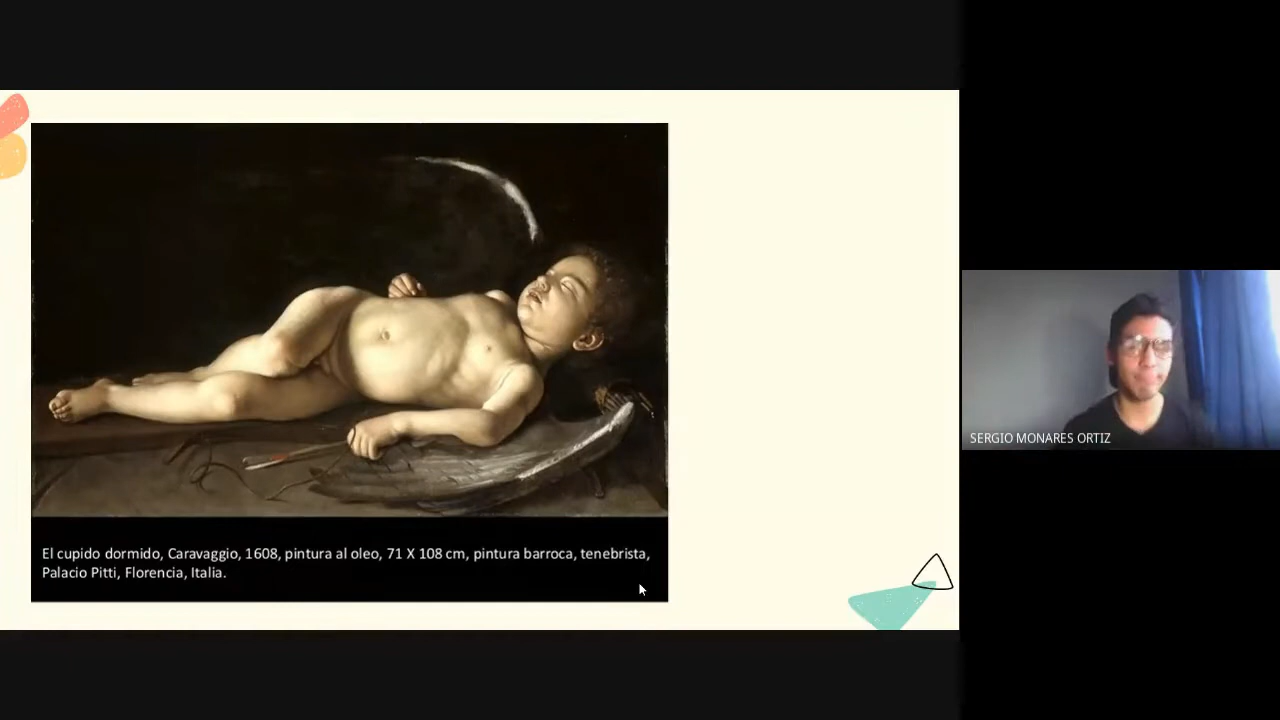 El cupido dormido, Caravaggio, 1608, pintura al oleo, 71 X 108 cm, pintura barroca, tenebrista,
Palacio Pitti, Florencia, Italia.
SERGIO MONARES ORTIZ